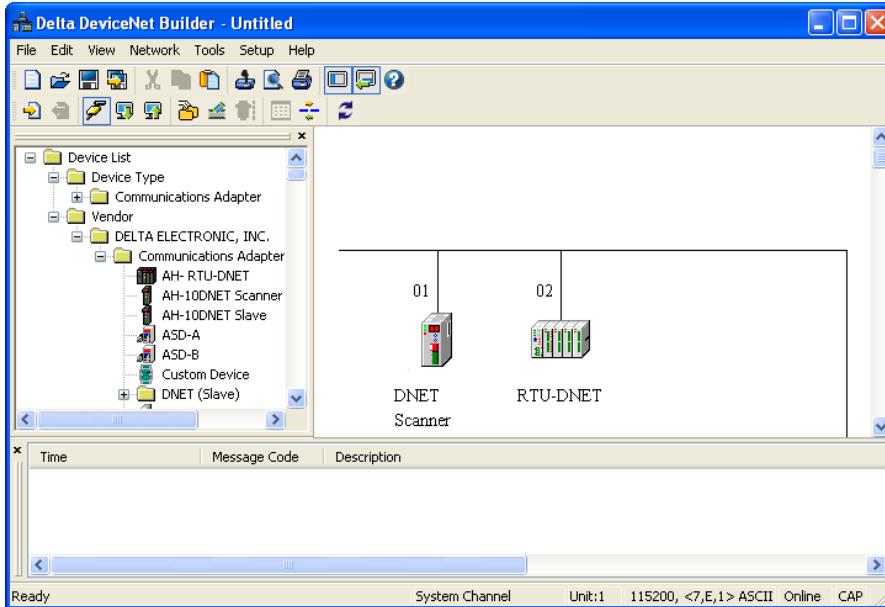 Delta DeviceNet Builder - Untitled
File Edit View Network Tools Setup Help
Device List
Device Type
Communications Adapter
Vendor
DELTA ELECTRONIC, INC.
Communications Adapter
AH- RTU-DNET
AH-10DNET Scanner
AH-10DNET Slave
ASD-A
ASD-B
Custom Device
DNET (Slave)
01 02
DNET Scanner
RTU-DNET
Time Message Code Description
Ready System Channel Unit:1 115200, <7,E,1> ASCII Online CAP